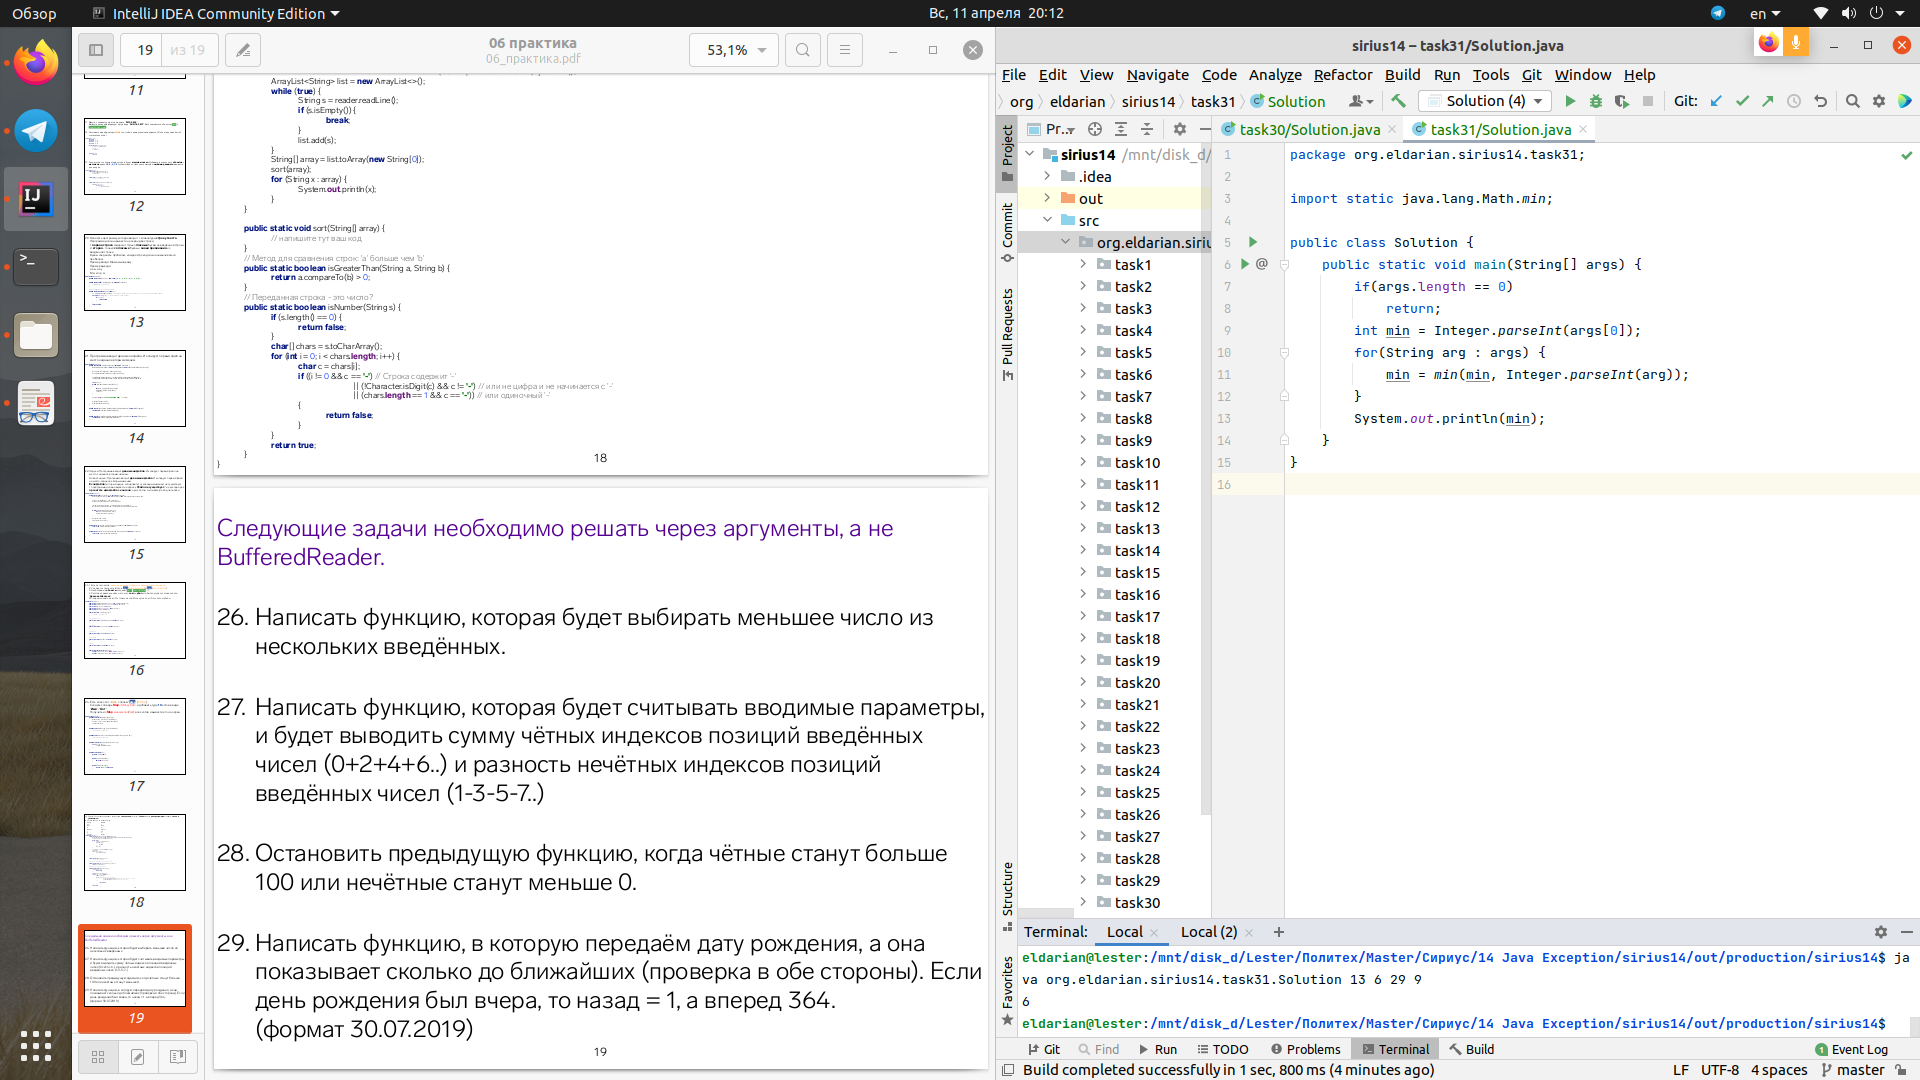 Обзор
IntelliJ IDEA Community Edition
Вс, 11 апреля 20:12
en
19 из 19
06 практика
06_практика.pdf
53,1%
11
12
13
14
15
16
17
18
19
ArrayList<String> list = new ArrayList<>();
while (true) {
String s = reader.readLine();
if (s.isEmpty()) {
break;
}
list.add(s);
}
String[] array = list.toArray(new String[0]);
sort(array);
for (String x : array) {
System.out.println(x);
}
}
public static void sort(String[] array) {
// напишите тут ваш код
}
// Метод для сравнения строк: 'a' больше чем 'b'
public static boolean isGreaterThan(String a, String b) {
return a.compareTo(b) > 0;
}
// Переданная строка - это число?
public static boolean isNumber(String s) {
if (s.length() == 0) {
return false;
}
char[] chars = s.toCharArray();
for (int i = 0; i < chars.length; i++) {
char c = chars[i];
if ((i != 0 && c == '-') // Строка содержит '-'
|| (!Character.isDigit(c) && c != '-') // или не цифра и не начинается с '-'
|| (chars.length == 1 && c == '-')) // или одиночный '-'
{
return false;
}
}
return true;
}
}
18
Следующие задачи необходимо решать через аргументы, а не
BufferedReader.
26. Написать функцию, которая будет выбирать меньшее число из
нескольких введённых.
27. Написать функцию, которая будет считывать вводимые параметры,
и будет выводить сумму чётных индексов позиций введённых
чисел (0+2+4+6..) и разность нечётных индексов позиций
введённых чисел (1-3-5-7..)
28. Остановить предыдущую функцию, когда чётные станут больше
100 или нечётные станут меньше 0.
29. Написать функцию, в которую передаём дату рождения, а она
показывает сколько до ближайших (проверка в обе стороны). Если
день рождения был вчера, то назад = 1, а вперед 364.
(формат 30.07.2019)
19
sirius14 – task31/Solution.java
File Edit View Navigate Code Analyze Refactor Build Run Tools Git Window Help
org eldarian sirius14 task31 Solution
Solution (4)
Git:
Project
Commit
Pull Requests
Structure
Favorites
Pr..
sirius14 /mnt/disk_d/
.idea
out
src
org.eldarian.siriu
task1
task2
task3
task4
task5
task6
task7
task8
task9
task10
task11
task12
task13
task14
task15
task16
task17
task18
task19
task20
task21
task22
task23
task24
task25
task26
task27
task28
task29
task30
task30/Solution.java
task31/Solution.java
1 package org.eldarian.sirius14.task31;
2
3 import static java.lang.Math.min;
4
5 public class Solution {
6 @ public static void main(String[] args) {
7 if(args.length == 0)
8 return;
9 int min = Integer.parseInt(args[0]);
10 for(String arg : args) {
11 min = min(min, Integer.parseInt(arg));
12 }
13 System.out.println(min);
14 }
15 }
16
Terminal: Local Local (2)
eldarian@lester:/mnt/disk_d/Lester/Политех/Master/Сириус/14 Java Exception/sirius14/out/production/sirius14$ ja
va org.eldarian.sirius14.task31.Solution 13 6 29 9
6
eldarian@lester:/mnt/disk_d/Lester/Политех/Master/Сириус/14 Java Exception/sirius14/out/production/sirius14$
Git Find Run TODO Problems Terminal Build
1 Event Log
Build completed successfully in 1 sec, 800 ms (4 minutes ago)
LF UTF-8 4 spaces master